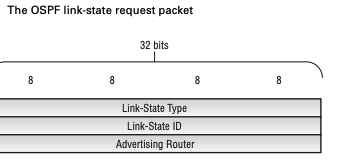 The OSPF link-state request packet
32 bits
8 8 8 8
Link-State Type
Link-State ID
Advertising Router